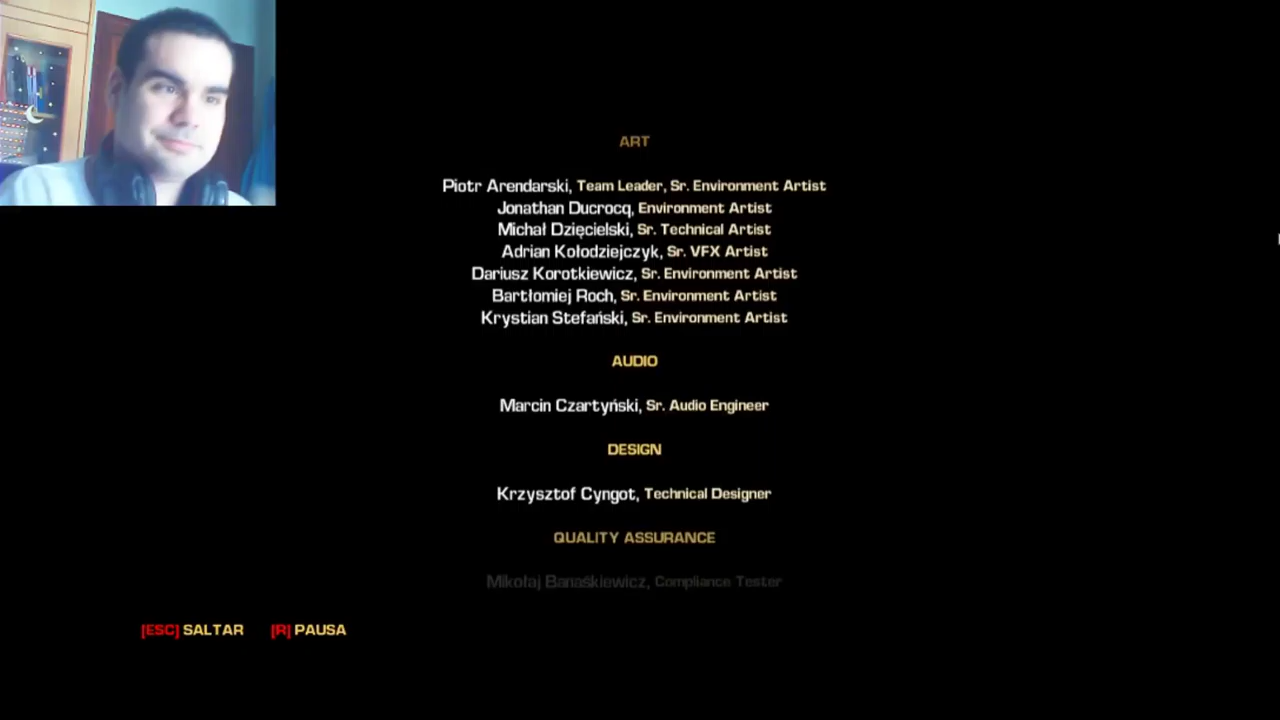 ART
Piotr Arendarski, Team Leader, Sr. Environment Artist
Jonathan Ducrocq, Environment Artist
Michał Dzięcielski, Sr. Technical Artist
Adrian Kołodziejczyk, Sr. VFX Artist
Dariusz Korotkiewicz, Sr. Environment Artist
Bartłomiej Roch, Sr. Environment Artist
Krystian Stefański, Sr. Environment Artist
AUDIO
Marcin Czartyński, Sr. Audio Engineer
DESIGN
Krzysztof Cyngot, Technical Designer
QUALITY ASSURANCE
Mikołaj Banaśkiewicz, Compliance Tester
[ESC] SALTAR [R] PAUSA